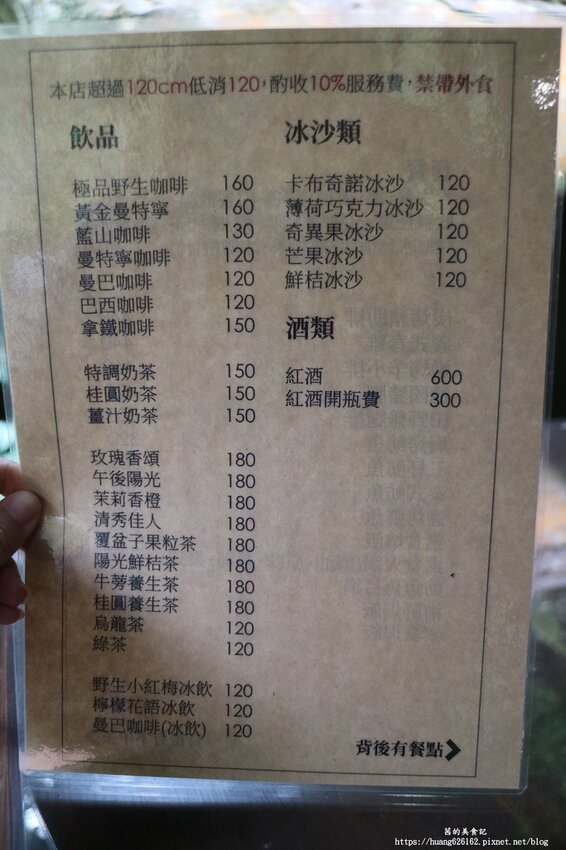 本店超過120cm低消120，酌收10%服務費，禁帶外食
飲品
極品野生咖啡 160
黃金曼特寧 160
藍山咖啡 130
曼特寧咖啡 120
曼巴咖啡 120
巴西咖啡 120
拿鐵咖啡 150
特調奶茶 150
桂圓奶茶 150
薑汁奶茶 150
玫瑰香頌 180
午後陽光 180
茉莉香橙 180
清秀佳人 180
覆盆子果粒茶 180
陽光鮮桔茶 180
牛蒡養生茶 180
桂圓養生茶 180
烏龍茶 120
綠茶 120
野生小紅梅冰飲 120
檸檬花語冰飲 120
曼巴咖啡(冰飲) 120
冰沙類
卡布奇諾冰沙 120
薄荷巧克力冰沙 120
奇異果冰沙 120
芒果冰沙 120
鮮桔冰沙 120
酒類
紅酒 600
紅酒開瓶費 300
背後有餐點
茜的美食記
https://huang626162.pixnet.net/blog